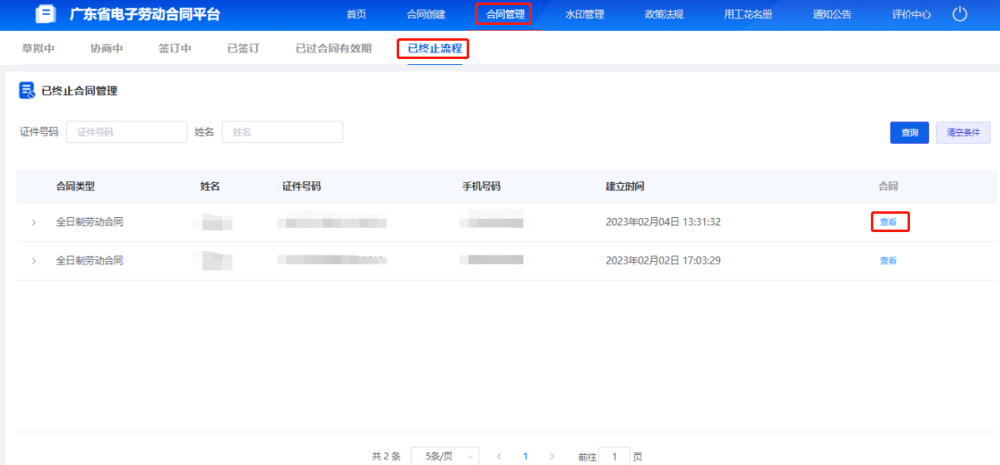 广东省电子劳动合同平台 首页 合同创建 合同管理 水印管理 政策法规 用工花名册 通知公告 评价中心
草拟中 协商中 签订中 已签订 已过合同有效期 已终止流程
已终止合同管理
证件号码 证件号码 姓名 姓名 查询 清空条件
合同类型 姓名 证件号码 手机号码 建立时间 合同
全日制劳动合同 2023年02月04日 13:31:32 查看
全日制劳动合同 2023年02月02日 17:03:29 查看
共 2 条 5条/页 1 前往 1 页